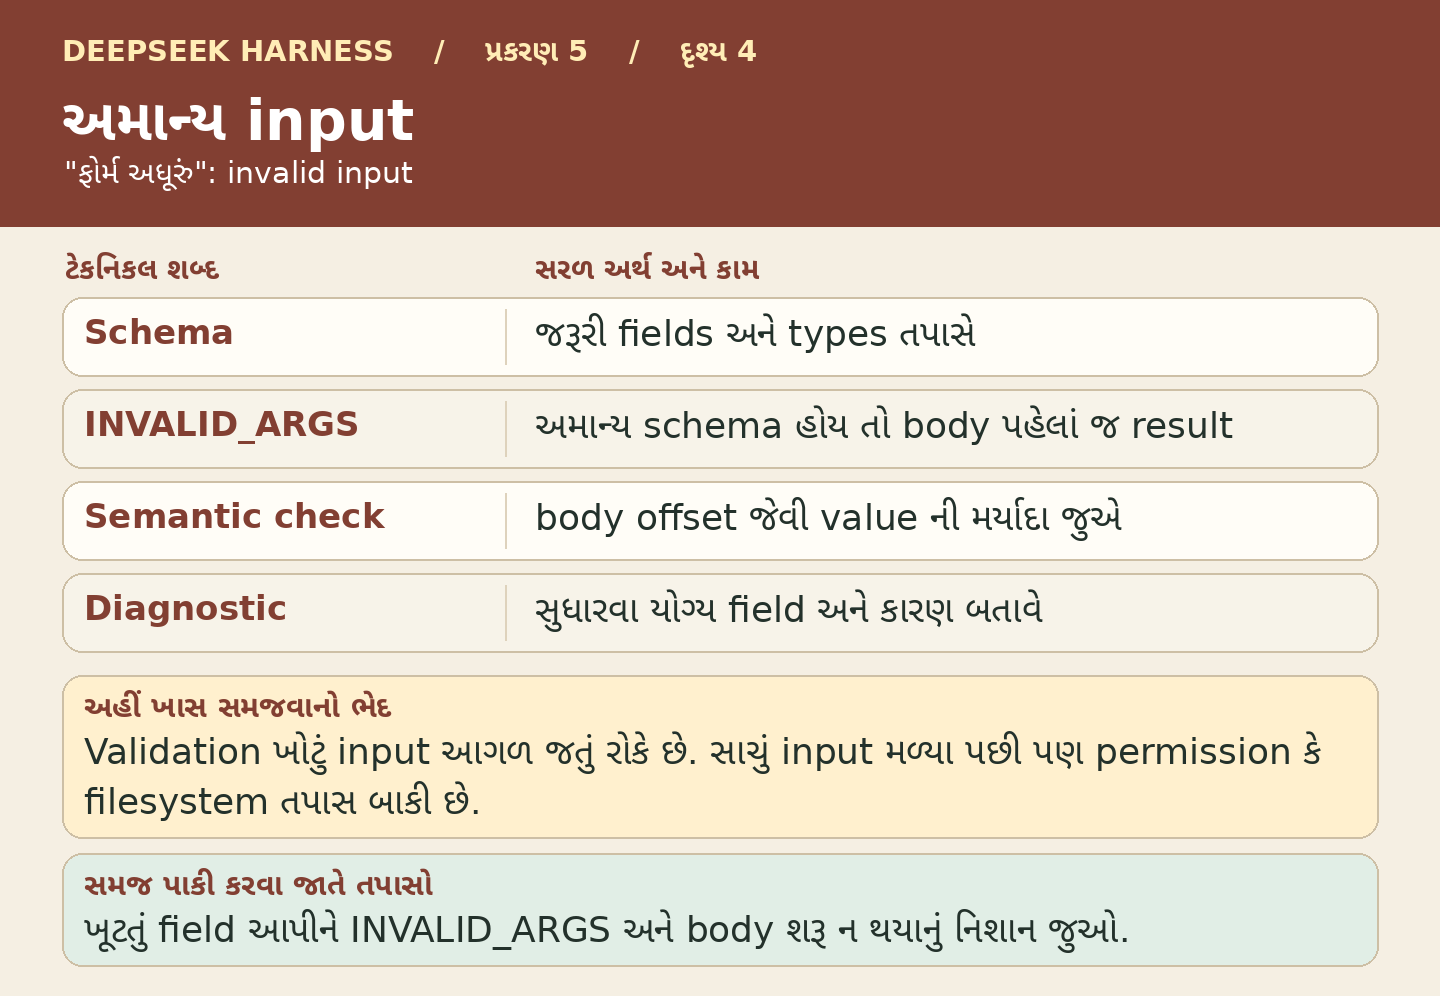 DEEPSEEK HARNESS / પ્રકરણ 5 / દૃશ્ય 4
અમાન્ય input
"ફોર્મ અધૂરું": invalid input
ટેકનિકલ શબ્દ સરળ અર્થ અને કામ
Schema જરૂરી fields અને types તપાસે
INVALID_ARGS અમાન્ય schema હોય તો body પહેલાં જ result
Semantic check body offset જેવી value ની મર્યાદા જુએ
Diagnostic સુધારવા યોગ્ય field અને કારણ બતાવે
અહીં ખાસ સમજવાનો ભેદ
Validation ખોટું input આગળ જતું રોકે છે. સાચું input મળ્યા પછી પણ permission કે
filesystem તપાસ બાકી છે.
સમજ પાકી કરવા જાતે તપાસો
ખૂટતું field આપીને INVALID_ARGS અને body શરૂ ન થયાનું નિશાન જુઓ.